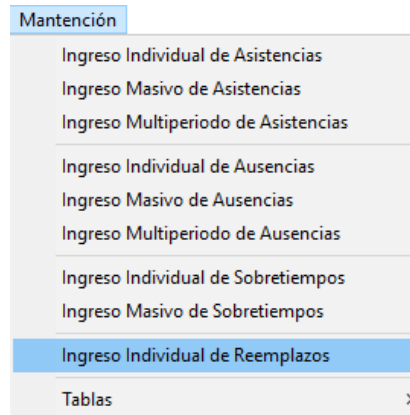 Mantención
Ingreso Individual de Asistencias
Ingreso Masivo de Asistencias
Ingreso Multiperiodo de Asistencias
Ingreso Individual de Ausencias
Ingreso Masivo de Ausencias
Ingreso Multiperiodo de Ausencias
Ingreso Individual de Sobretiempos
Ingreso Masivo de Sobretiempos
Ingreso Individual de Reemplazos
Tablas